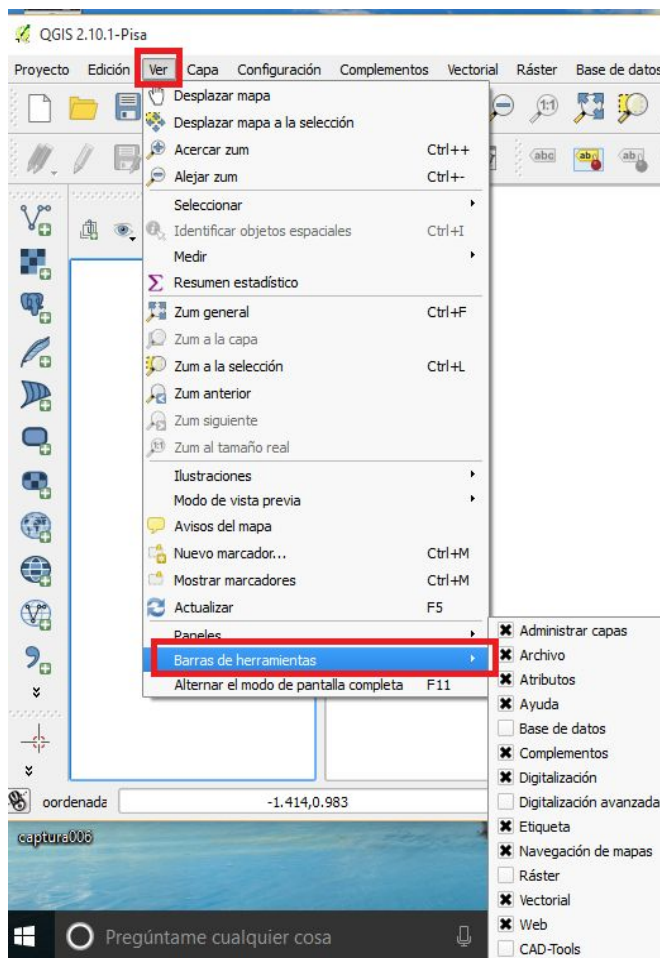 QGIS 2.10.1-Pisa
Proyecto Edición Ver Capa Configuración Complementos Vectorial Ráster Base de datos
Desplazar mapa
Desplazar mapa a la selección
Acercar zum Ctrl++
Alejar zum Ctrl+-
Seleccionar
Identificar objetos espaciales Ctrl+I
Medir
Resumen estadístico
Zum general Ctrl+F
Zum a la capa
Zum a la selección Ctrl+L
Zum anterior
Zum siguiente
Zum al tamaño real
Ilustraciones
Modo de vista previa
Avisos del mapa
Nuevo marcador... Ctrl+M
Mostrar marcadores Ctrl+M
Actualizar F5
Paneles
Barras de herramientas
Alternar el modo de pantalla completa F11
1:1
abc ab ab
Administrar capas
Archivo
Atributos
Ayuda
Base de datos
Complementos
Digitalización
Digitalización avanzada
Etiqueta
Navegación de mapas
Ráster
Vectorial
Web
CAD-Tools
oordenada -1.414,0.983
captura006
Pregúntame cualquier cosa